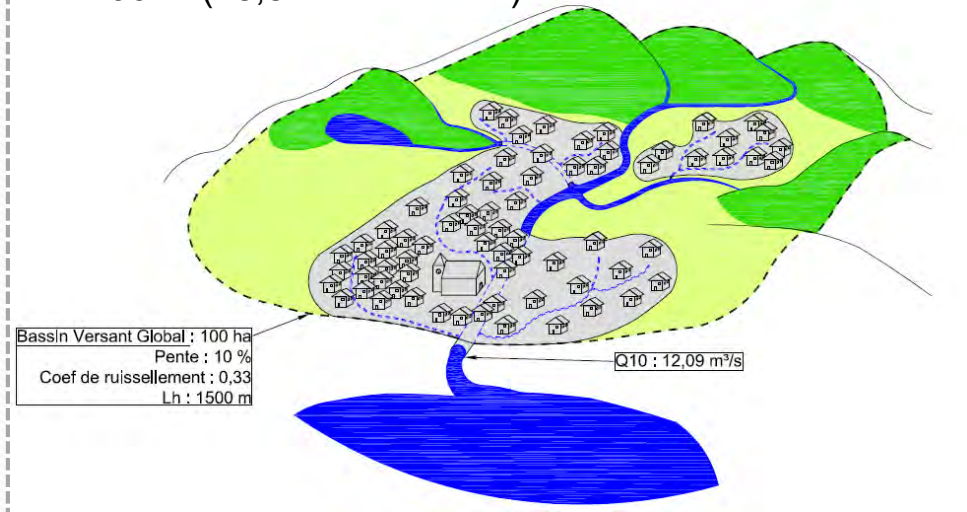 Bassin Versant Global : 100 ha
Pente : 10 %
Coef de ruissellement : 0,33
Lh : 1500 m
Q10 : 12,09 m³/s